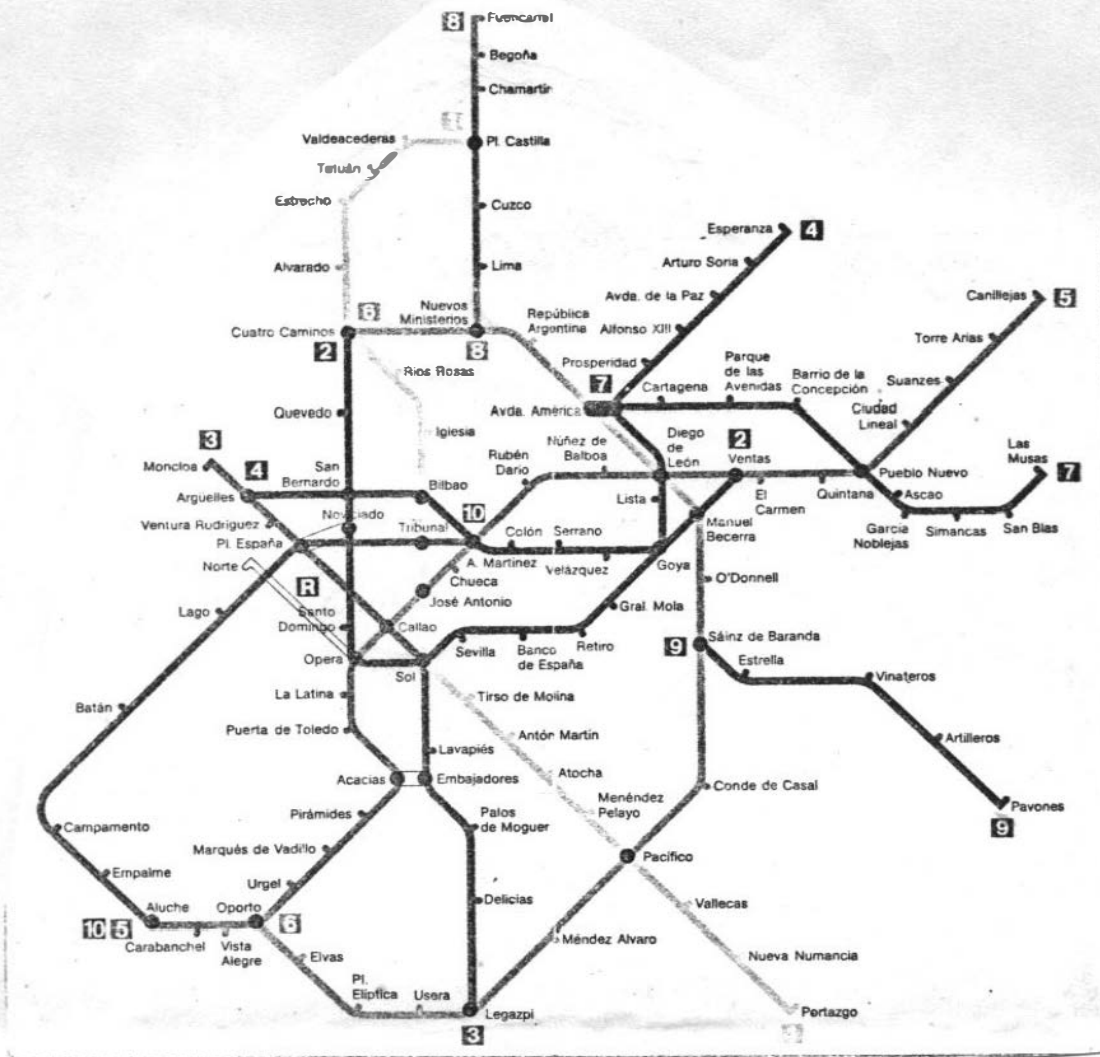 8 Fuencarral
Begoña
Chamartín
Valdeacederas
Pl. Castilla
Tetuán
Estrecho
Cuzco
Esperanza 4
Alvarado
Lima
Arturo Soria
Avda. de la Paz
Canillejas 5
6
Nuevos
Ministerios
República
Argentina
Alfonso XIII
Torre Arias
Cuatro Caminos
2
8
Prosperidad
Parque
de las
Avenidas
Barrio de la
Concepción
Suanzes
Rios Rosas
7
Cartagena
Ciudad
Lineal
Quevedo
Avda. América
Iglesia
Núñez de
Balboa
Diego
de
León
2
Ventas
Las
Musas
7
3
Moncloa
4
San
Bernardo
Bilbao
Rubén
Dario
Pueblo Nuevo
Argüelles
Lista
El
Carmen
Quintana
Ascao
Ventura Rudriguez
Noviciado
Tribunal
10
Colón
Serrano
Manuel
Becerra
García
Noblejas
Simancas
San Blas
Pl. España
A. Martinez
Velázquez
Goya
Norte
Chueca
O'Donnell
R
José Antonio
Lago
Santo
Domingo
Callao
Gral. Mola
Opera
Sol
Sevilla
Banco
de España
Retiro
9
Sáinz de Baranda
Estrella
Vinateros
La Latina
Tirso de Molina
Batán
Puerta de Toledo
Antón Martin
Artilleros
Lavapiés
Acacias
Embajadores
Atocha
Conde de Casal
Pavones
9
Pirámides
Palos
de Moguer
Menéndez
Pelayo
Campamento
Marqués de Vadillo
Pacífico
Empalme
Urgel
Delicias
Vallecas
10 5
Aluche
Oporto
6
Carabanchel
Vista
Alegre
Elvas
Méndez Alvaro
Nueva Numancia
Pl.
Elíptica
Usera
Legazpi
3
Portazgo